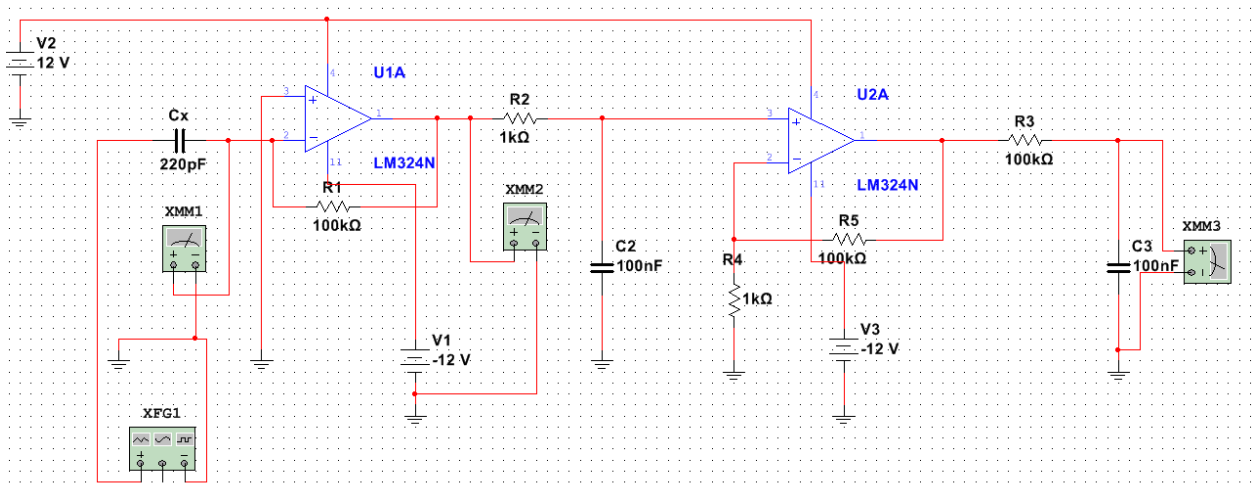 V2
12 V
Cx
220pF
3
2
4
11
1
U1A
LM324N
R1
100kΩ
XMM1
+
−
XFG1
+
−
V1
-12 V
XMM2
+
−
R2
1kΩ
C2
100nF
3
2
4
11
1
U2A
LM324N
R5
100kΩ
R4
1kΩ
V3
-12 V
R3
100kΩ
C3
100nF
XMM3
+
−